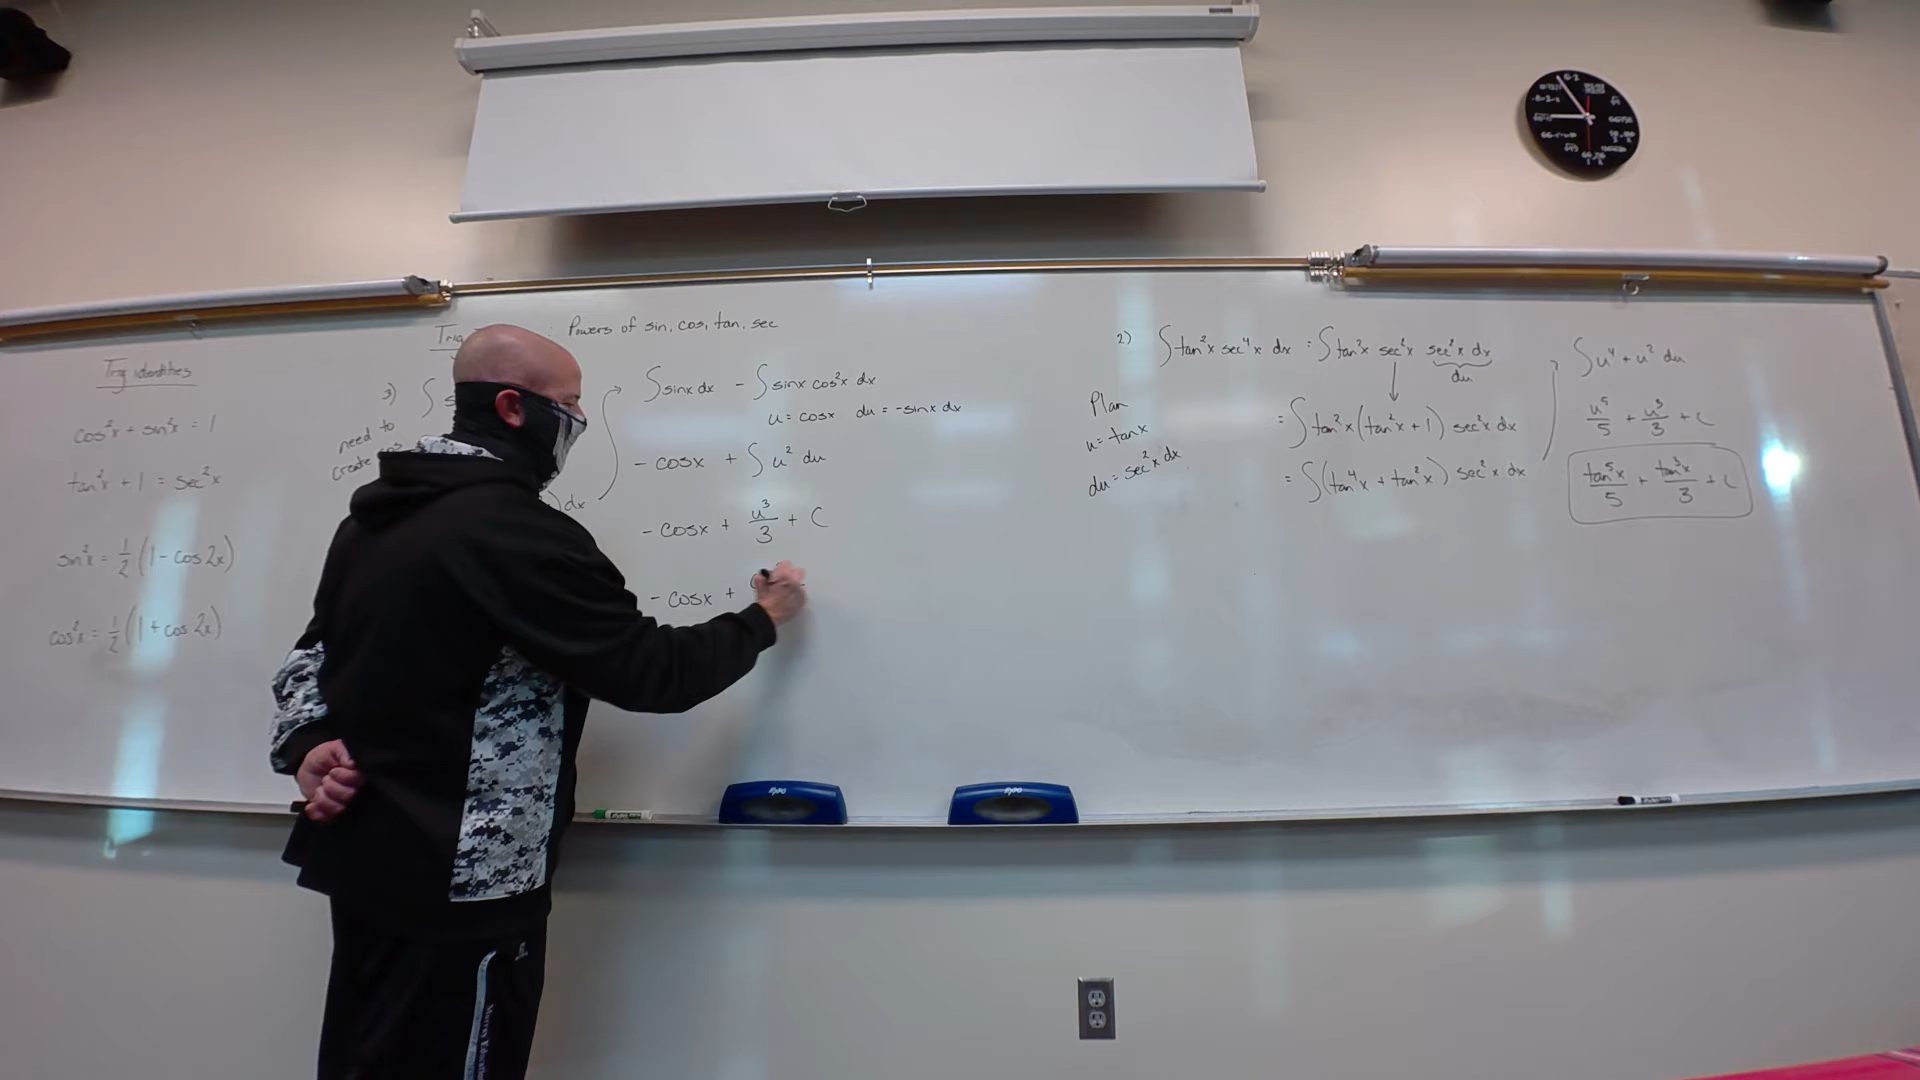 Trig : Powers of sin, cos, tan, sec
Trig identities
cos²x + sin²x = 1
tan²x + 1 = sec²x
sin²x = 1/2 (1 - cos 2x)
cos²x = 1/2 (1 + cos 2x)
3) ∫ s
need to
create
) dx
∫ sinx dx - ∫ sinx cos²x dx
u = cosx du = -sinx dx
- cosx + ∫ u² du
- cosx + u³/3 + C
- cosx +
2) ∫ tan²x sec⁴x dx = ∫ tan²x sec²x sec²x dx
du
Plan
u = tanx
du = sec²x dx
= ∫ tan²x (tan²x + 1) sec²x dx
= ∫ (tan⁴x + tan²x) sec²x dx
∫ u⁴ + u² du
u⁵/5 + u³/3 + C
tan⁵x/5 + tan³x/3 + C
EXPO
EXPO